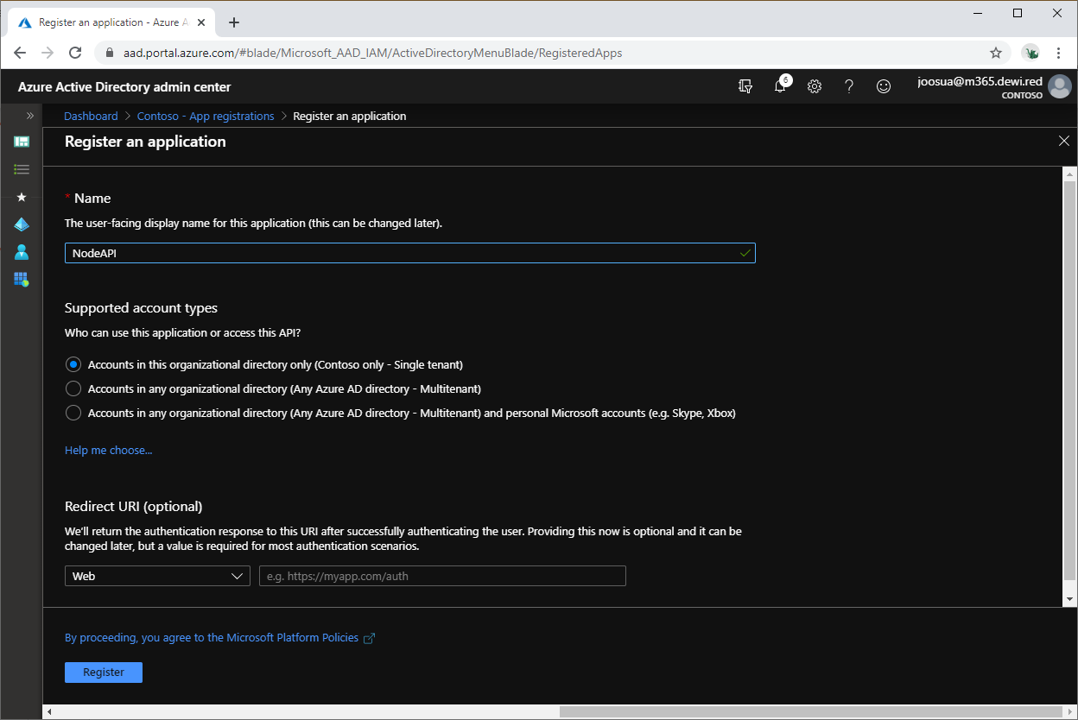 Register an application - Azure A
aad.portal.azure.com/#blade/Microsoft_AAD_IAM/ActiveDirectoryMenuBlade/RegisteredApps
Azure Active Directory admin center
6
joosua@m365.dewi.red
CONTOSO
Dashboard > Contoso - App registrations > Register an application
Register an application
* Name
The user-facing display name for this application (this can be changed later).
NodeAPI
Supported account types
Who can use this application or access this API?
Accounts in this organizational directory only (Contoso only - Single tenant)
Accounts in any organizational directory (Any Azure AD directory - Multitenant)
Accounts in any organizational directory (Any Azure AD directory - Multitenant) and personal Microsoft accounts (e.g. Skype, Xbox)
Help me choose...
Redirect URI (optional)
We'll return the authentication response to this URI after successfully authenticating the user. Providing this now is optional and it can be
changed later, but a value is required for most authentication scenarios.
Web
e.g. https://myapp.com/auth
By proceeding, you agree to the Microsoft Platform Policies
Register